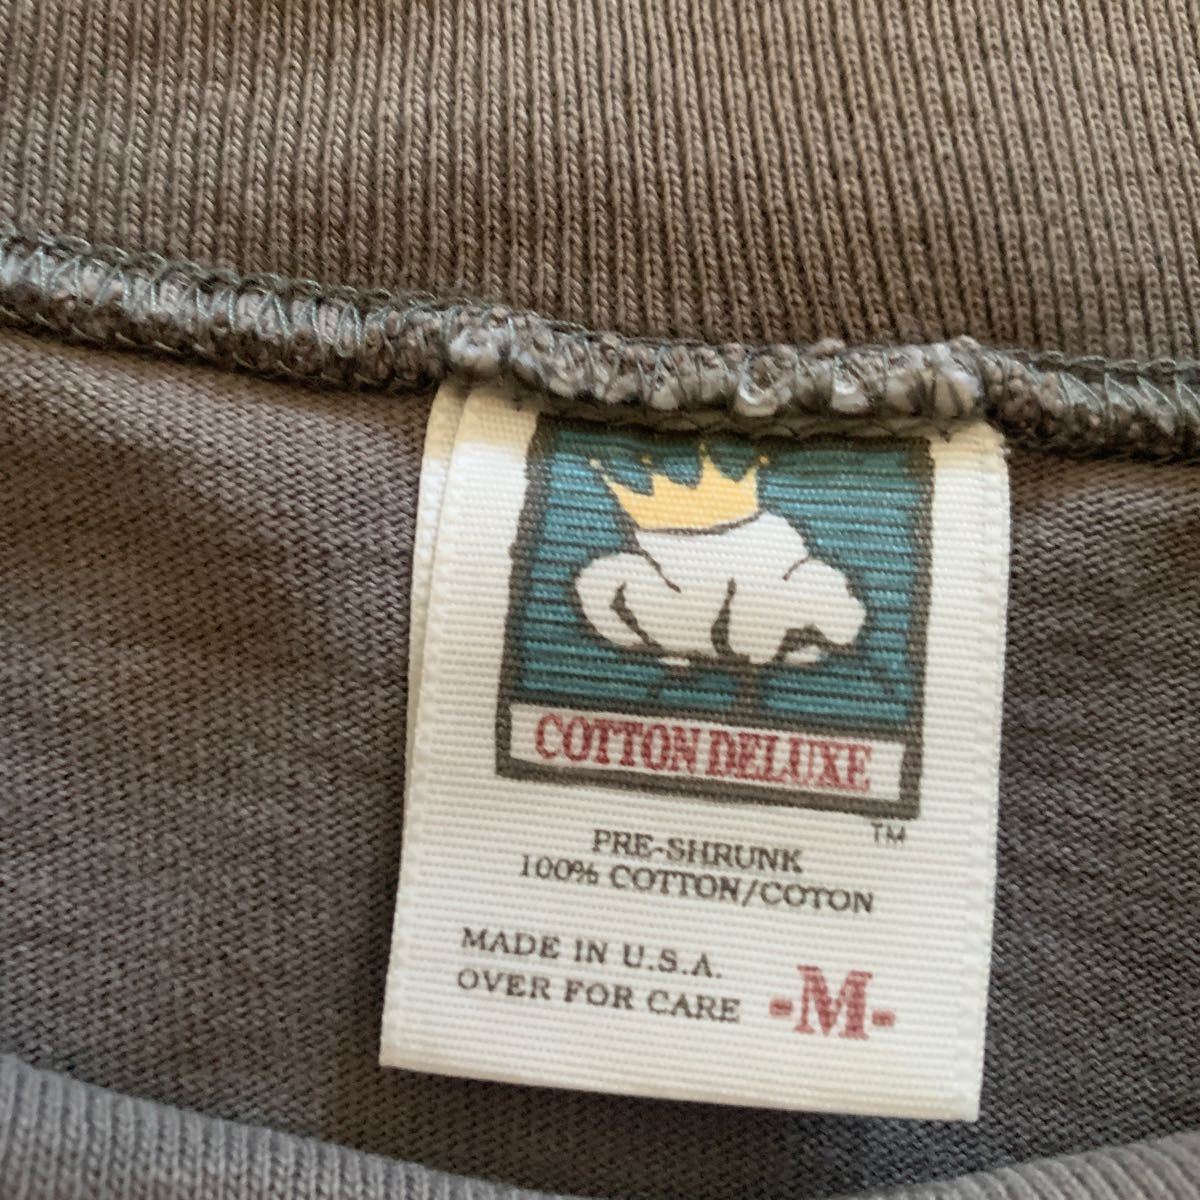 COTTON DELUXE
TM
PRE-SHRUNK
100% COTTON/COTON
MADE IN U.S.A.
OVER FOR CARE
-M-